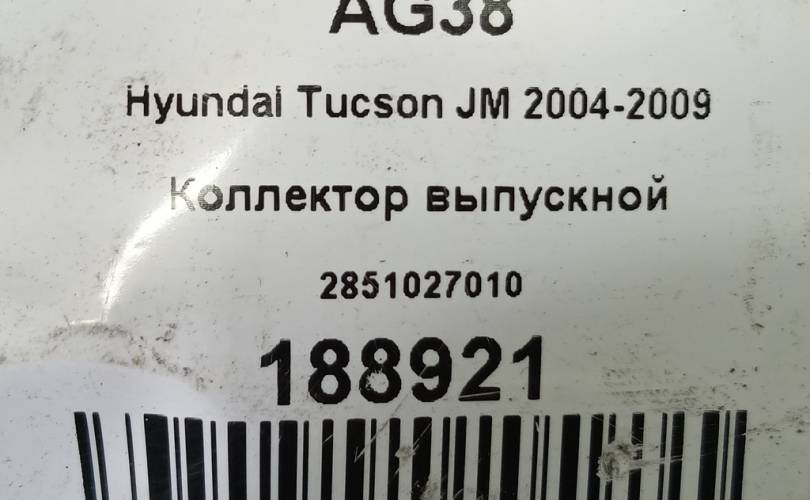 AG38
Hyundai Tucson JM 2004-2009
Коллектор выпускной
2851027010
188921